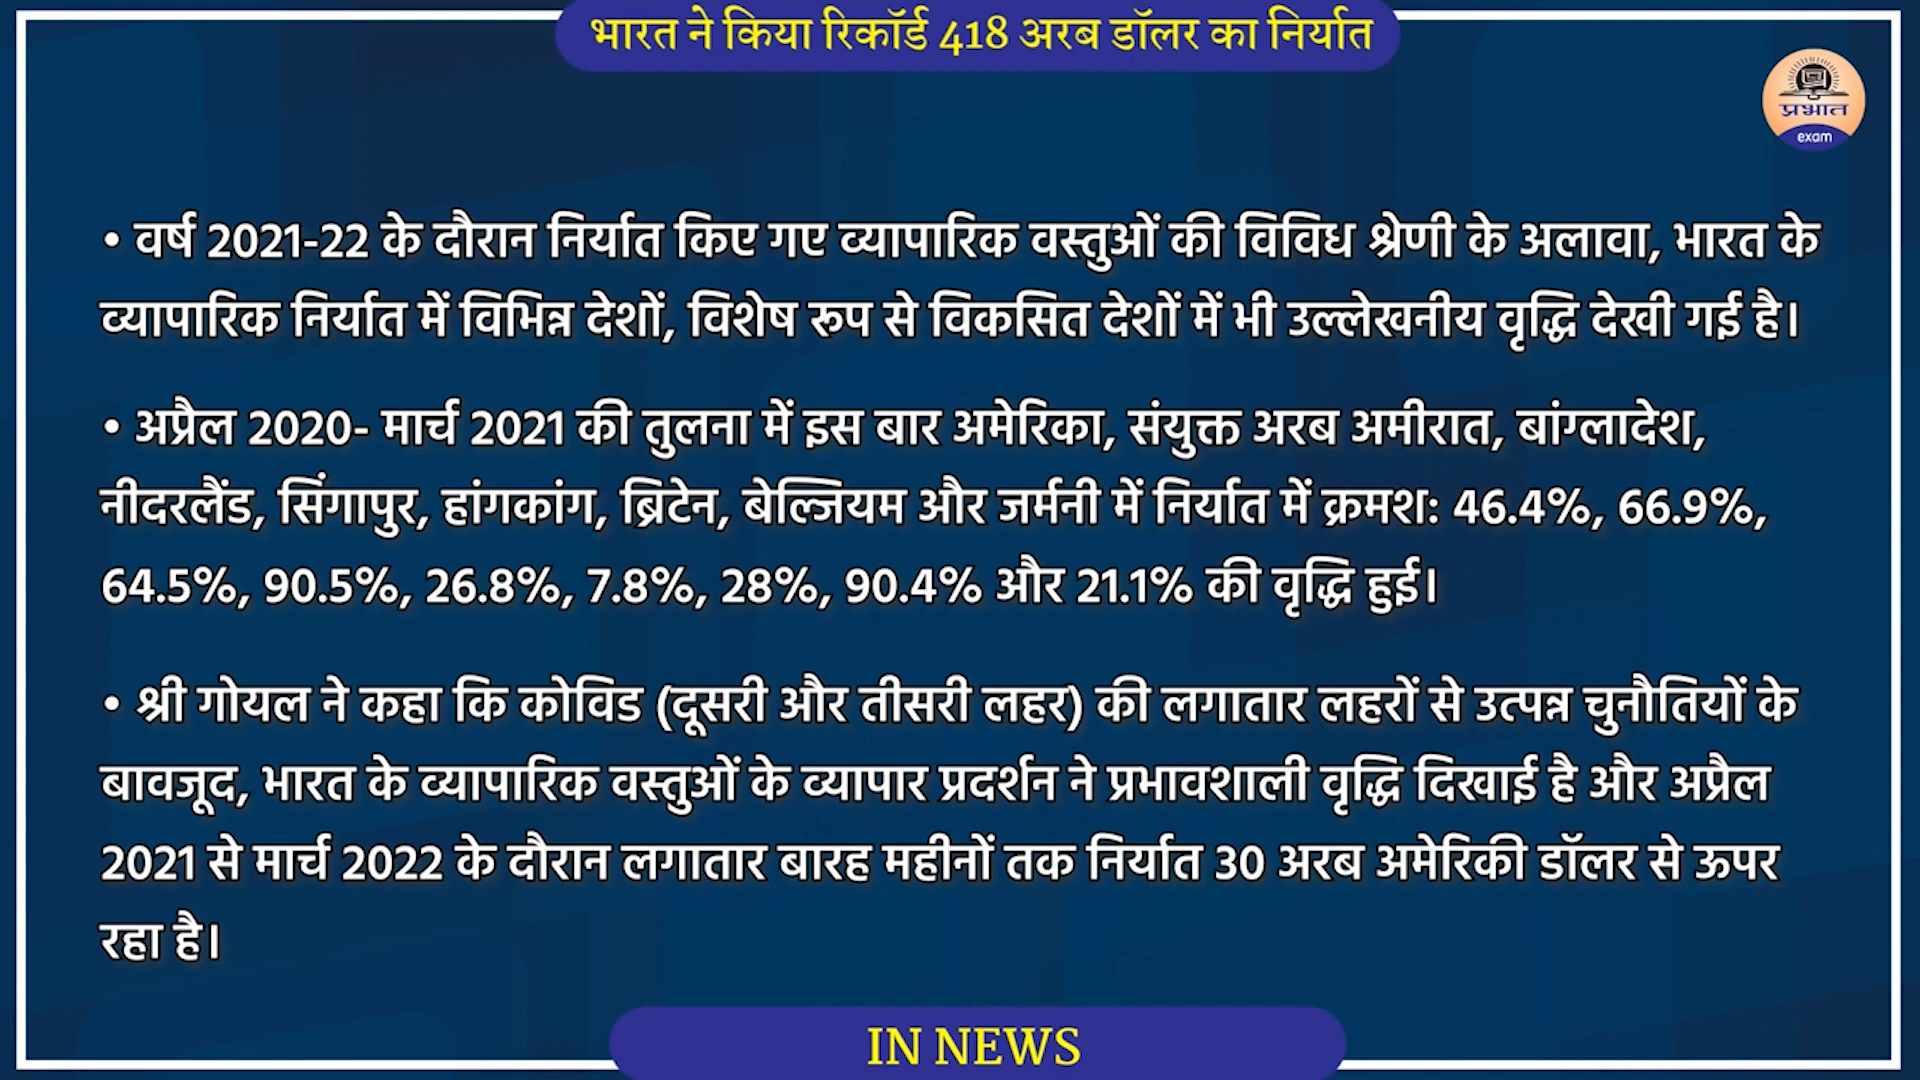 भारत ने किया रिकॉर्ड 418 अरब डॉलर का निर्यात
प्रभात
exam
• वर्ष 2021-22 के दौरान निर्यात किए गए व्यापारिक वस्तुओं की विविध श्रेणी के अलावा, भारत के
व्यापारिक निर्यात में विभिन्न देशों, विशेष रूप से विकसित देशों में भी उल्लेखनीय वृद्धि देखी गई है।
• अप्रैल 2020- मार्च 2021 की तुलना में इस बार अमेरिका, संयुक्त अरब अमीरात, बांग्लादेश,
नीदरलैंड, सिंगापुर, हांगकांग, ब्रिटेन, बेल्जियम और जर्मनी में निर्यात में क्रमश: 46.4%, 66.9%,
64.5%, 90.5%, 26.8%, 7.8%, 28%, 90.4% और 21.1% की वृद्धि हुई।
• श्री गोयल ने कहा कि कोविड (दूसरी और तीसरी लहर) की लगातार लहरों से उत्पन्न चुनौतियों के
बावजूद, भारत के व्यापारिक वस्तुओं के व्यापार प्रदर्शन ने प्रभावशाली वृद्धि दिखाई है और अप्रैल
2021 से मार्च 2022 के दौरान लगातार बारह महीनों तक निर्यात 30 अरब अमेरिकी डॉलर से ऊपर
रहा है।
IN NEWS